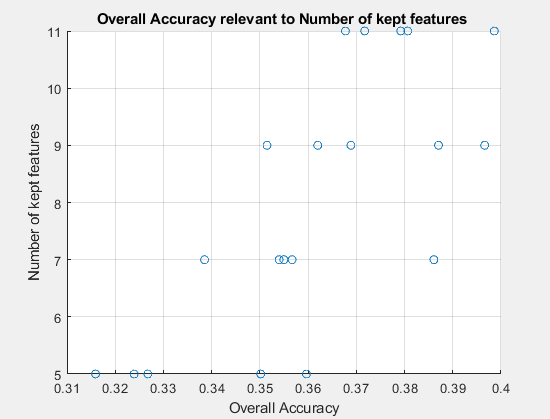 Overall Accuracy relevant to Number of kept features
11
10
9
8
7
6
5
Number of kept features
0.31 0.32 0.33 0.34 0.35 0.36 0.37 0.38 0.39 0.4
Overall Accuracy